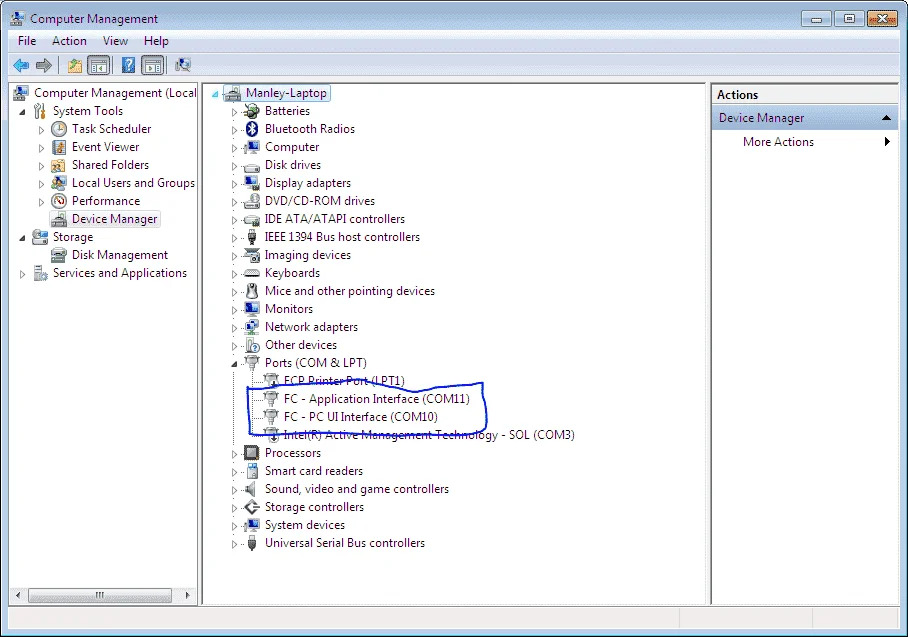 Computer Management
File Action View Help
Computer Management (Local
System Tools
Task Scheduler
Event Viewer
Shared Folders
Local Users and Groups
Performance
Device Manager
Storage
Disk Management
Services and Applications
Manley-Laptop
Batteries
Bluetooth Radios
Computer
Disk drives
Display adapters
DVD/CD-ROM drives
IDE ATA/ATAPI controllers
IEEE 1394 Bus host controllers
Imaging devices
Keyboards
Mice and other pointing devices
Monitors
Network adapters
Other devices
Ports (COM & LPT)
ECP Printer Port (LPT1)
FC - Application Interface (COM11)
FC - PC UI Interface (COM10)
Intel(R) Active Management Technology - SOL (COM3)
Processors
Smart card readers
Sound, video and game controllers
Storage controllers
System devices
Universal Serial Bus controllers
Actions
Device Manager
More Actions